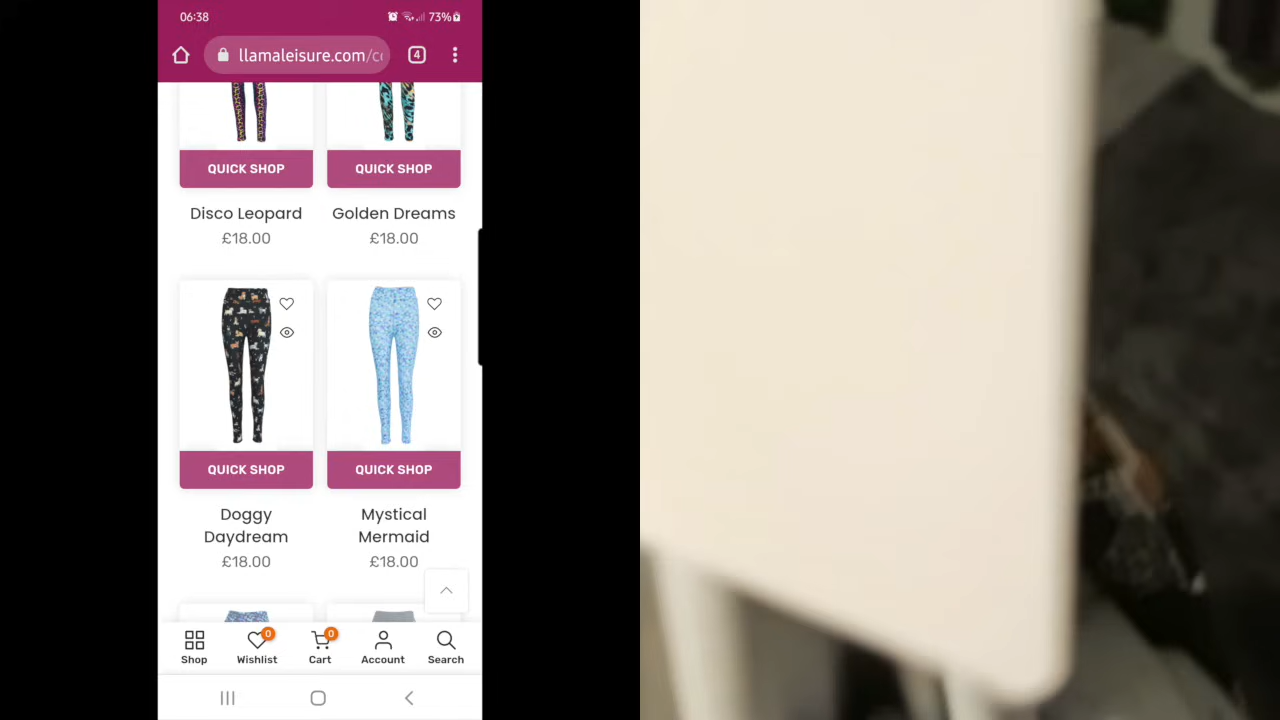 06:38
73%
llamaleisure.com/c
4
QUICK SHOP
QUICK SHOP
Disco Leopard
Golden Dreams
£18.00
£18.00
QUICK SHOP
QUICK SHOP
Doggy
Daydream
Mystical
Mermaid
£18.00
£18.00
0
0
Shop
Wishlist
Cart
Account
Search